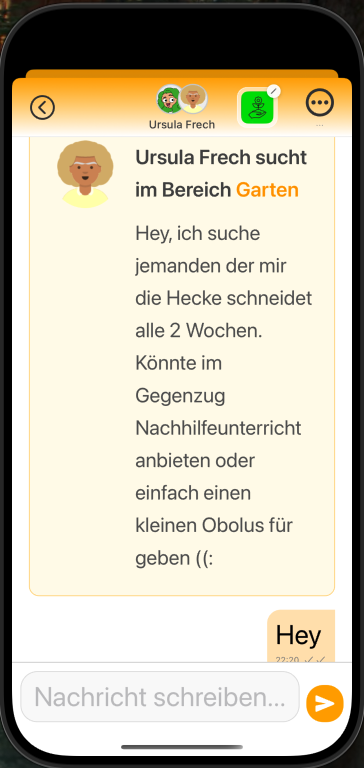 Ursula Frech
...
Ursula Frech sucht
im Bereich Garten
Hey, ich suche
jemanden der mir
die Hecke schneidet
alle 2 Wochen.
Könnte im
Gegenzug
Nachhilfeunterricht
anbieten oder
einfach einen
kleinen Obolus für
geben ((:
Hey
22:20
Nachricht schreiben...